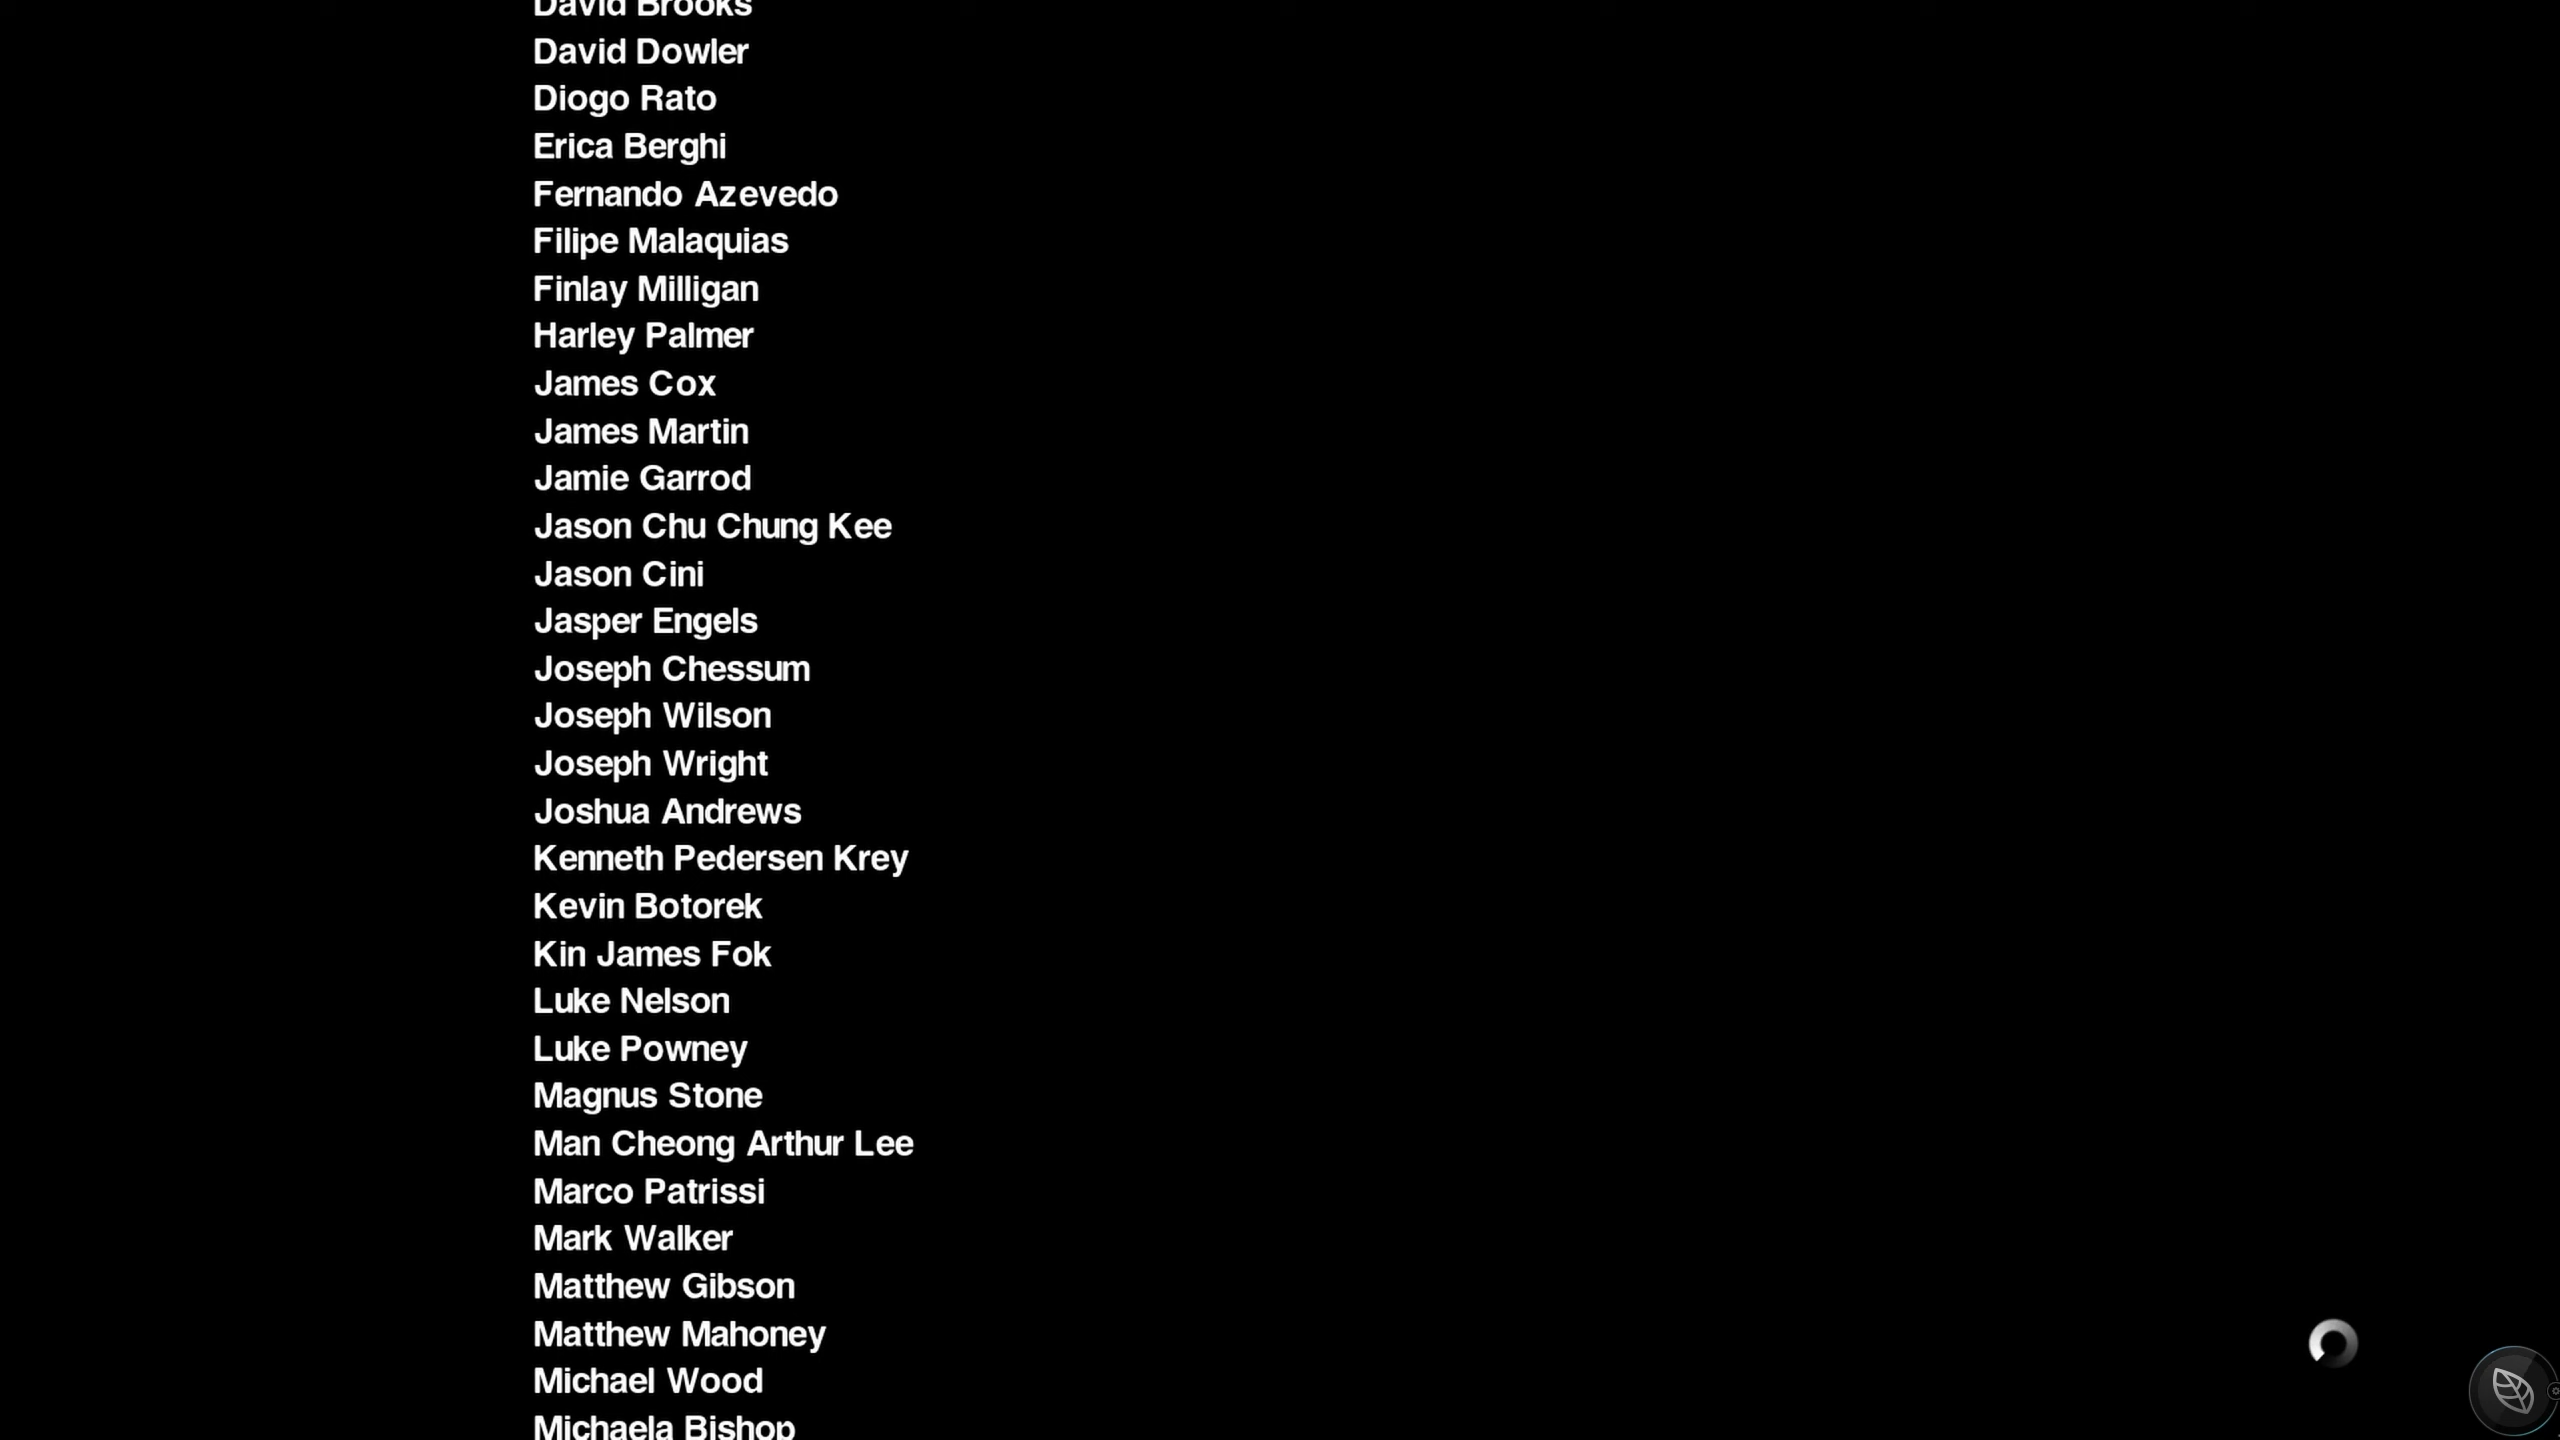 David Brooks
David Dowler
Diogo Rato
Erica Berghi
Fernando Azevedo
Filipe Malaquias
Finlay Milligan
Harley Palmer
James Cox
James Martin
Jamie Garrod
Jason Chu Chung Kee
Jason Cini
Jasper Engels
Joseph Chessum
Joseph Wilson
Joseph Wright
Joshua Andrews
Kenneth Pedersen Krey
Kevin Botorek
Kin James Fok
Luke Nelson
Luke Powney
Magnus Stone
Man Cheong Arthur Lee
Marco Patrissi
Mark Walker
Matthew Gibson
Matthew Mahoney
Michael Wood
Michaela Bishop